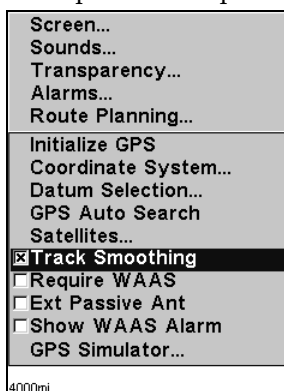 Screen...
Sounds...
Transparency...
Alarms...
Route Planning...
Initialize GPS
Coordinate System...
Datum Selection...
GPS Auto Search
Satellites...
Track Smoothing
Require WAAS
Ext Passive Ant
Show WAAS Alarm
GPS Simulator...
4000mi